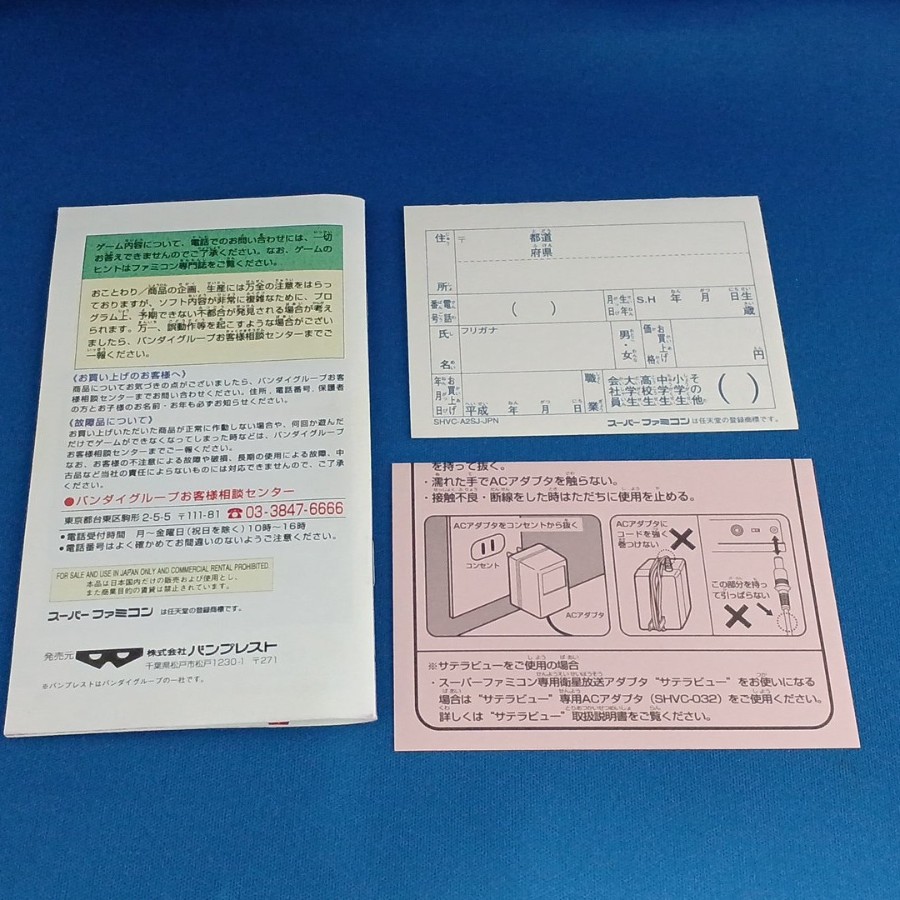 ゲーム内容について、電話でのお問い合わせには、一切
お答えできませんのでご了承ください。なお、ゲームの
ヒントはファミコン専門誌をご覧ください。
おことわり/商品の企画、生産には万全の注意をはらっ
ておりますが、ソフト内容が非常に複雑なために、プロ
グラム上、予期できない不都合が発見される場合が考え
られます。万一、誤動作等を起こすような場合がござい
ましたら、バンダイグループお客様相談センターまでご
一報ください。
〈お買い上げのお客様へ〉
商品についてお気づきの点がございましたら、バンダイグループお客
様相談センターまでお問い合わせください。住所、電話番号、保護者
の方とお子様のお名前・お年も必ずお知らせください。
〈故障品について〉
お買い上げいただいた商品が正常に作動しない場合や、何回か遊んだ
だけでゲームができなくなってしまった時などは、バンダイグループ
お客様相談センターまでご一報ください。
なお、お客様の不注意による故障や破損、長期の使用による故障、中
古品など当社の責任によらないものには対応できませんので、ご了承
ください。
●バンダイグループお客様相談センター
東京都台東区駒形2-5-5 〒111-81 ☎03-3847-6666
●電話受付時間 月〜金曜日(祝日を除く)10時〜16時
●電話番号はよく確かめてお間違いのないようご注意ください。
FOR SALE AND USE IN JAPAN ONLY AND COMMERCIAL RENTAL PROHIBITED
本品は日本国内だけの販売および使用とし、
また商業目的の賃貸は禁止されています。
スーパーファミコンは任天堂の登録商標です。
発売元 株式会社 バンプレスト
千葉県松戸市松戸1230-1 〒271
※バンプレストはバンダイグループの一社です。
住所 〒 都道府県
電話番号 ( ) 生年月日 S.H 年 月 日生 歳
氏名 フリガナ 男・女 お買上げ価格 円
お買上げ年月日 平成 年 月 日 職業 会社員 大学生 高校生 中学生 小学生 その他 ( )
SHVC-A2SJ-JPN スーパーファミコンは任天堂の登録商標です。
を持って抜く。
・濡れた手でACアダプタを触らない。
・接触不良・断線をした時はただちに使用を止める。
ACアダプタをコンセントから抜く
コンセント
ACアダプタ
ACアダプタに
コードを強く
巻つけない
この部分を持っ
て引っぱらない
※サテラビューをご使用の場合
・スーパーファミコン専用衛星放送アダプタ“サテラビュー”をお使いになる
場合は“サテラビュー”専用ACアダプタ(SHVC-032)をご使用ください。
詳しくは“サテラビュー”取扱説明書をご覧ください。